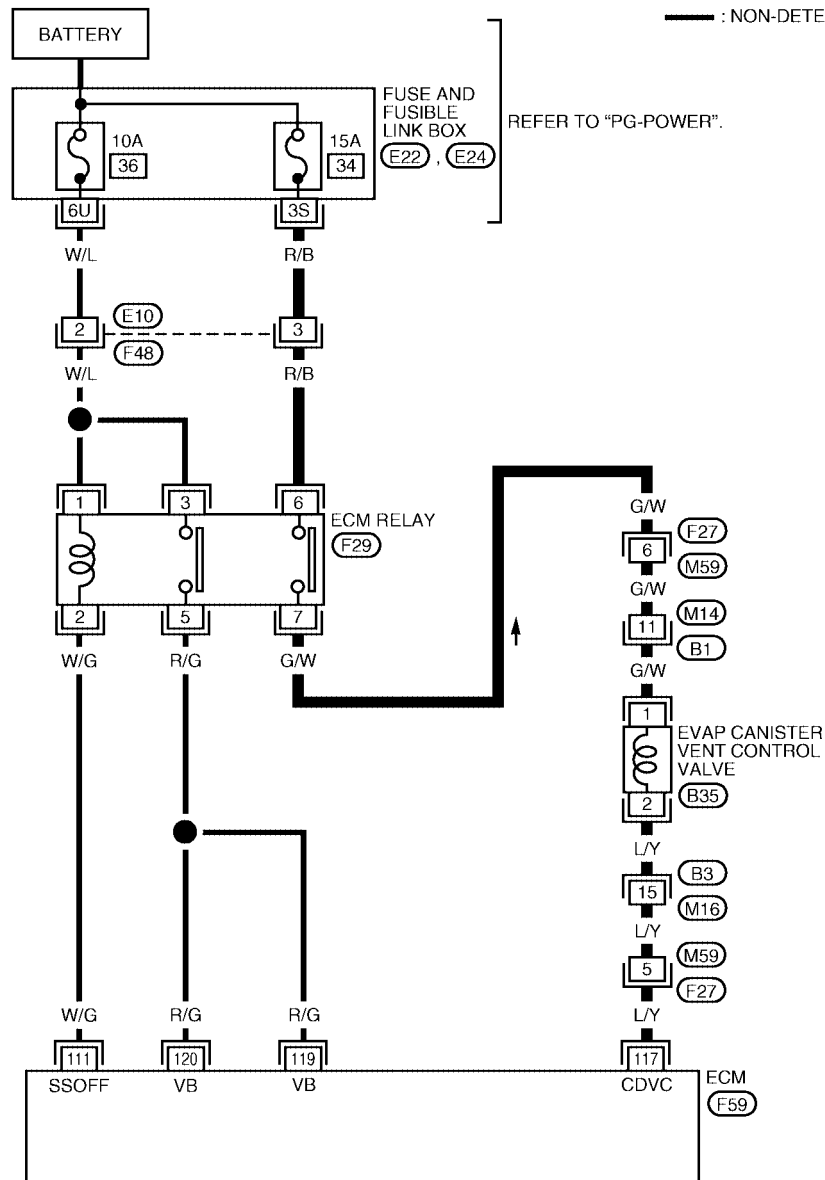 : NON-DETE
BATTERY
FUSE AND
FUSIBLE
LINK BOX
E22 , E24
REFER TO "PG-POWER".
10A
36
15A
34
6U
3S
W/L
R/B
2
E10
F48
3
W/L
R/B
1
3
6
ECM RELAY
F29
2
5
7
W/G
R/G
G/W
G/W
6
F27
M59
G/W
11
M14
B1
G/W
1
EVAP CANISTER
VENT CONTROL
VALVE
B35
2
L/Y
15
B3
M16
L/Y
5
M59
F27
W/G
R/G
R/G
L/Y
111
120
119
117
SSOFF
VB
VB
CDVC
ECM
F59